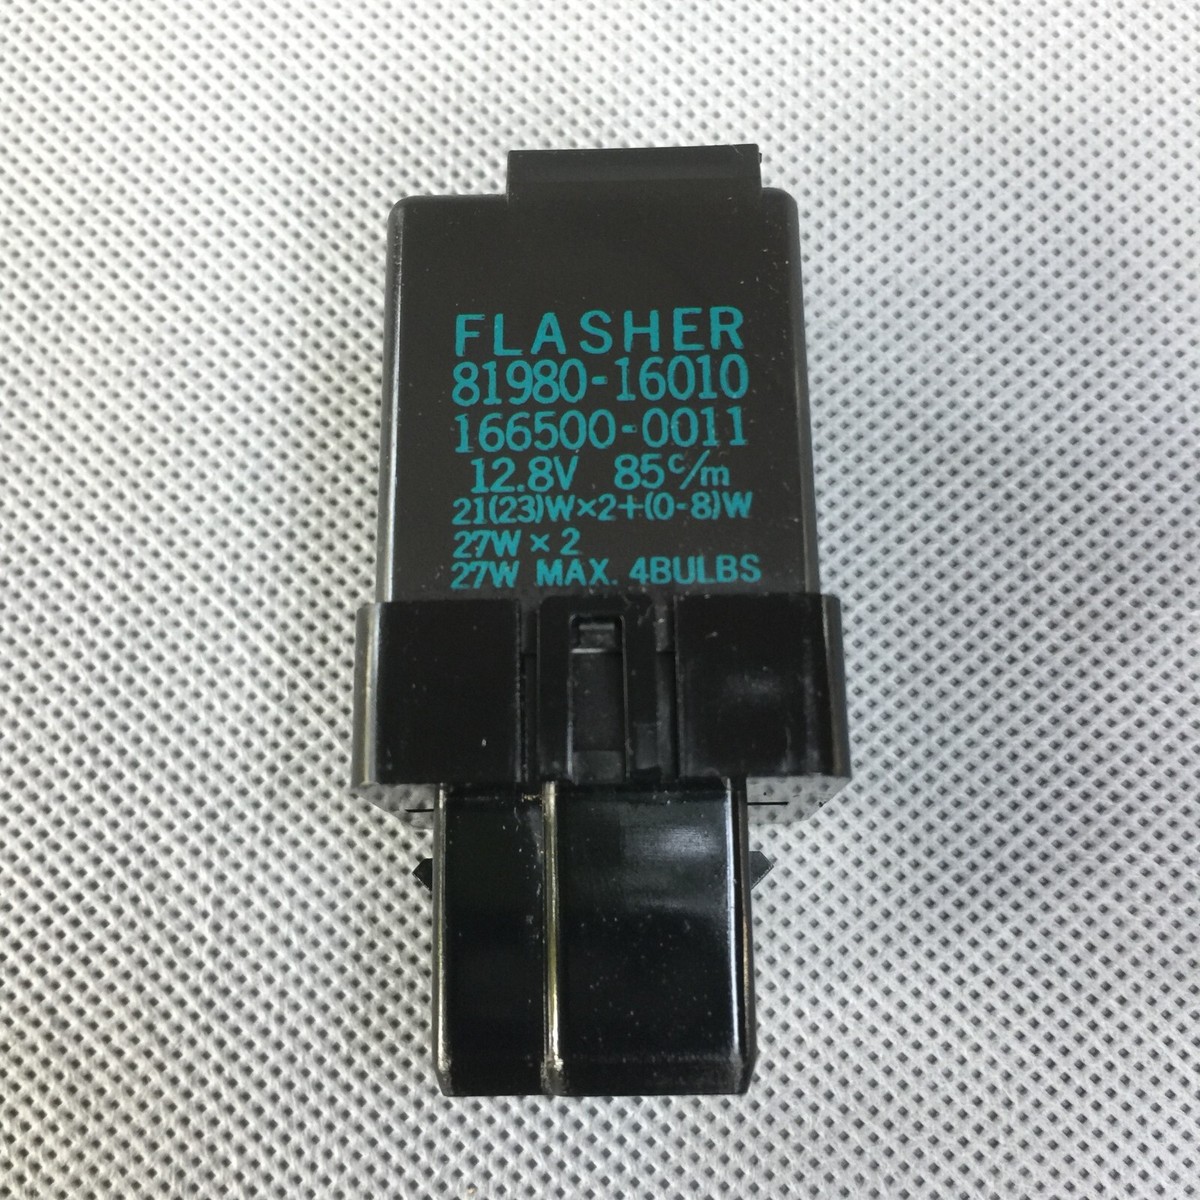 FLASHER
81980-16010
166500-0011
12.8V 85c/m
21(23)W×2+(0-8)W
27W × 2
27W MAX. 4BULBS